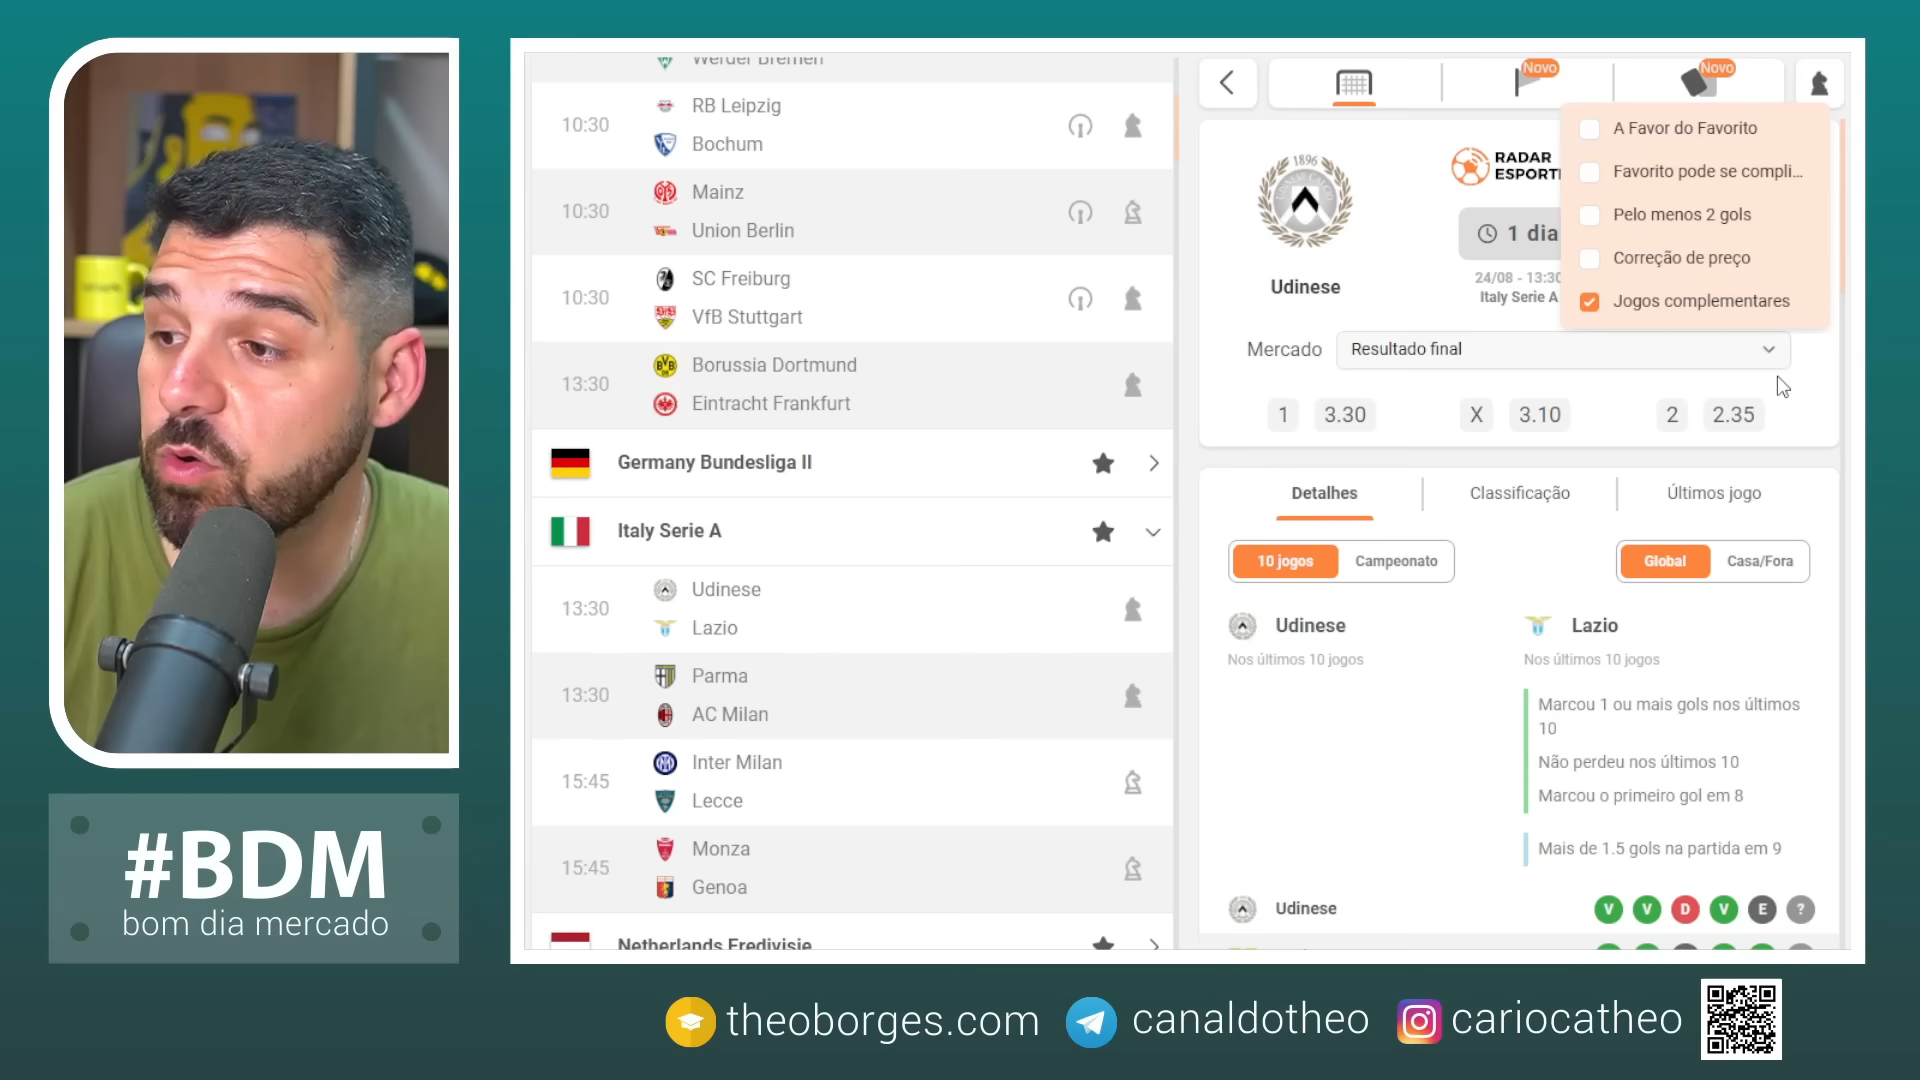 #BDM
bom dia mercado
Werder Bremen
10:30
RB Leipzig
Bochum
10:30
Mainz
Union Berlin
10:30
SC Freiburg
VfB Stuttgart
13:30
Borussia Dortmund
Eintracht Frankfurt
Germany Bundesliga II
Italy Serie A
13:30
Udinese
Lazio
13:30
Parma
AC Milan
15:45
Inter Milan
Lecce
15:45
Monza
Genoa
Netherlands Eredivisie
Novo
Novo
A Favor do Favorito
Favorito pode se compli...
Pelo menos 2 gols
Correção de preço
Jogos complementares
1896
RADAR
ESPORTI
1 dia
24/08 - 13:30
Italy Serie A
Udinese
Mercado Resultado final
1 3.30 X 3.10 2 2.35
Detalhes Classificação Últimos jogo
10 jogos Campeonato Global Casa/Fora
Udinese
Nos últimos 10 jogos
Lazio
Nos últimos 10 jogos
Marcou 1 ou mais gols nos últimos
10
Não perdeu nos últimos 10
Marcou o primeiro gol em 8
Mais de 1.5 gols na partida em 9
Udinese V V D V E ?
theoborges.com canaldotheo cariocatheo